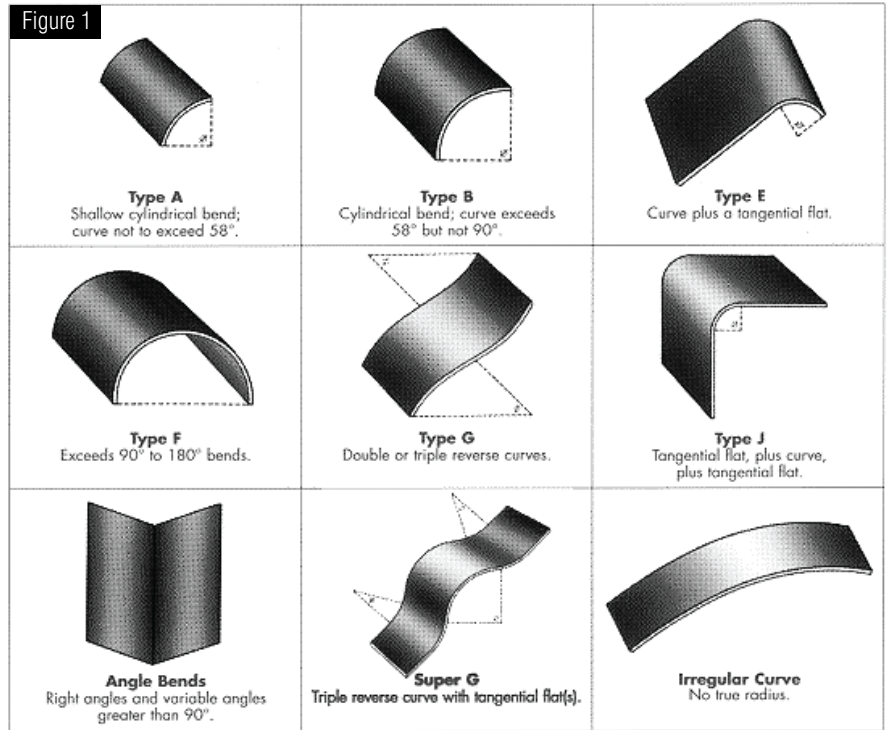 Figure 1
Type A
Shallow cylindrical bend;
curve not to exceed 58°.
Type B
Cylindrical bend; curve exceeds
58° but not 90°.
Type E
Curve plus a tangential flat.
Type F
Exceeds 90° to 180° bends.
Type G
Double or triple reverse curves.
Type J
Tangential flat, plus curve,
plus tangential flat.
Angle Bends
Right angles and variable angles
greater than 90°.
Super G
Triple reverse curve with tangential flat(s).
Irregular Curve
No true radius.